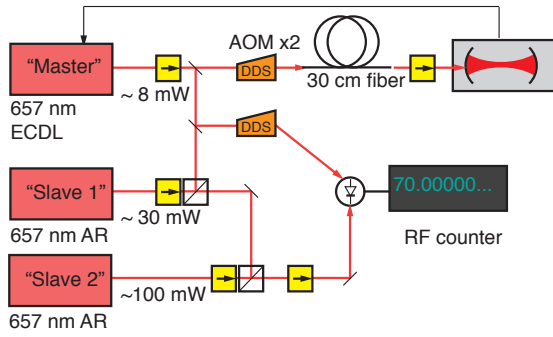 AOM x2
“Master”
DDS
30 cm fiber
~ 8 mW
657 nm
ECDL
DDS
70.00000...
“Slave 1”
~ 30 mW
RF counter
657 nm AR
“Slave 2”
~100 mW
657 nm AR